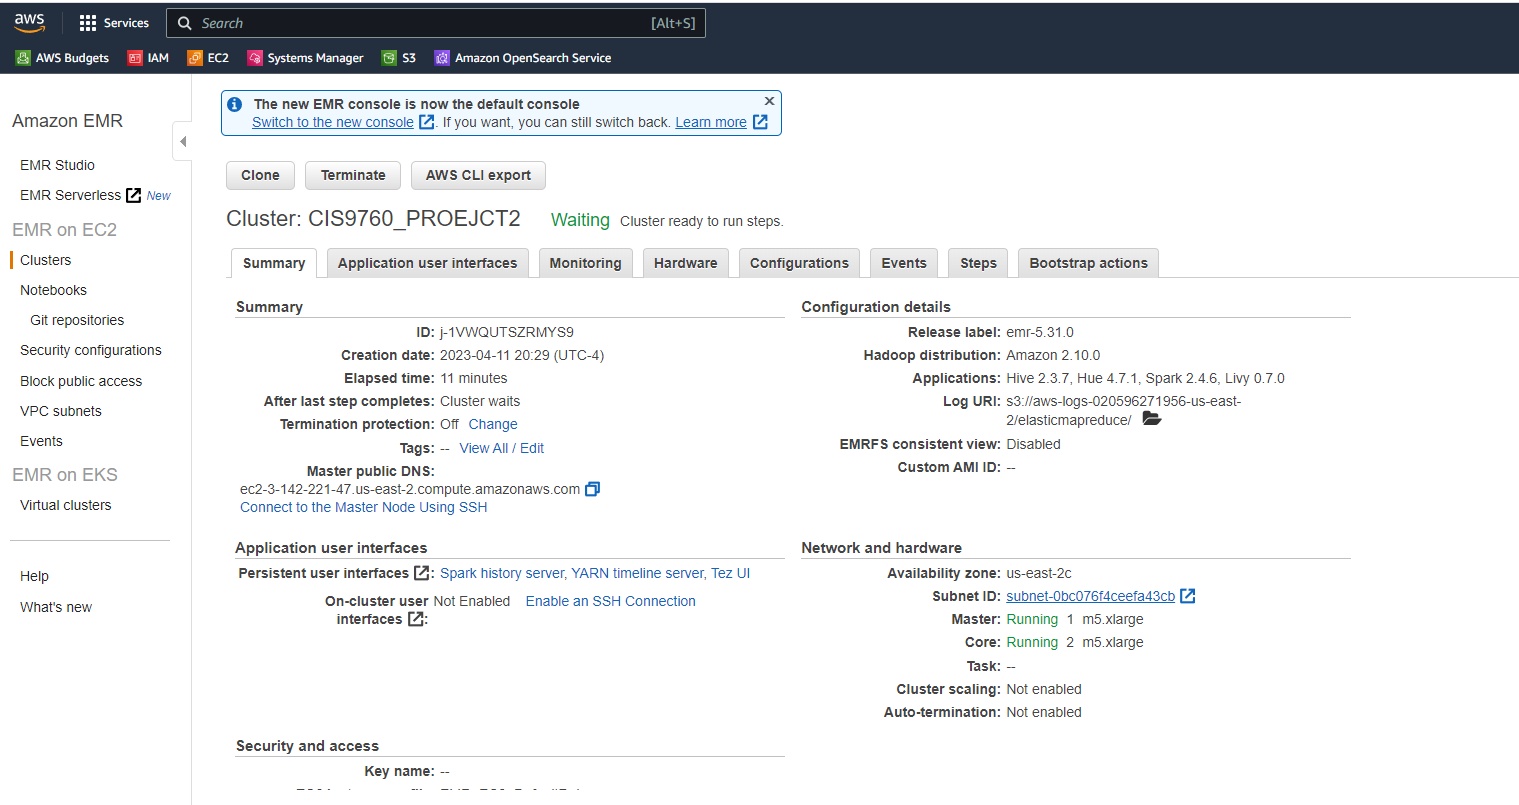 aws Services Search [Alt+S]
AWS Budgets IAM EC2 Systems Manager S3 Amazon OpenSearch Service
Amazon EMR
EMR Studio
EMR Serverless New
EMR on EC2
Clusters
Notebooks
Git repositories
Security configurations
Block public access
VPC subnets
Events
EMR on EKS
Virtual clusters
Help
What's new
The new EMR console is now the default console
Switch to the new console. If you want, you can still switch back. Learn more
Clone Terminate AWS CLI export
Cluster: CIS9760_PROEJCT2 Waiting Cluster ready to run steps.
Summary Application user interfaces Monitoring Hardware Configurations Events Steps Bootstrap actions
Summary
ID: j-1VWQUTSZRMYS9
Creation date: 2023-04-11 20:29 (UTC-4)
Elapsed time: 11 minutes
After last step completes: Cluster waits
Termination protection: Off Change
Tags: -- View All / Edit
Master public DNS:
ec2-3-142-221-47.us-east-2.compute.amazonaws.com
Connect to the Master Node Using SSH
Configuration details
Release label: emr-5.31.0
Hadoop distribution: Amazon 2.10.0
Applications: Hive 2.3.7, Hue 4.7.1, Spark 2.4.6, Livy 0.7.0
Log URI: s3://aws-logs-020596271956-us-east-
2/elasticmapreduce/
EMRFS consistent view: Disabled
Custom AMI ID: --
Application user interfaces
Persistent user interfaces : Spark history server, YARN timeline server, Tez UI
On-cluster user Not Enabled Enable an SSH Connection
interfaces :
Network and hardware
Availability zone: us-east-2c
Subnet ID: subnet-0bc076f4ceefa43cb
Master: Running 1 m5.xlarge
Core: Running 2 m5.xlarge
Task: --
Cluster scaling: Not enabled
Auto-termination: Not enabled
Security and access
Key name: --